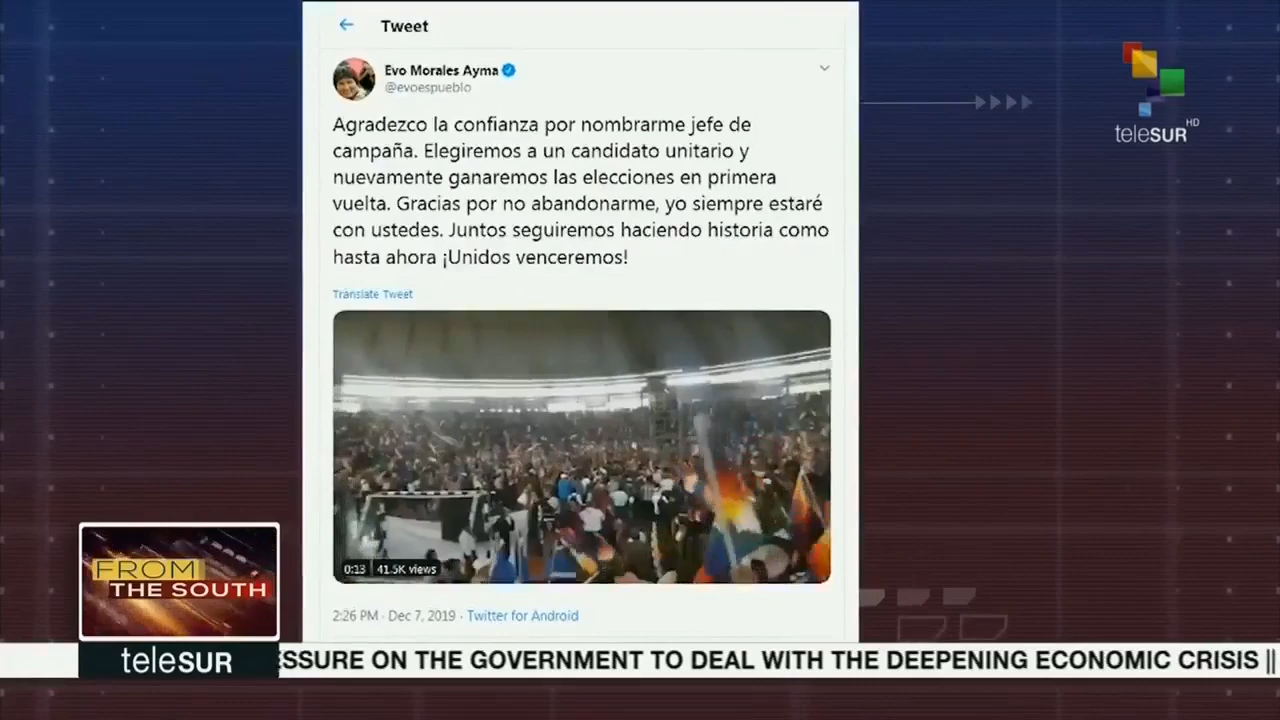 Tweet
Evo Morales Ayma
@evoespueblo
Agradezco la confianza por nombrarme jefe de
campaña. Elegiremos a un candidato unitario y
nuevamente ganaremos las elecciones en primera
vuelta. Gracias por no abandonarme, yo siempre estaré
con ustedes. Juntos seguiremos haciendo historia como
hasta ahora ¡Unidos venceremos!
Translate Tweet
0:13 41.5K views
2:26 PM · Dec 7, 2019 · Twitter for Android
teleSUR HD
FROM
THE SOUTH
teleSUR
ESSURE ON THE GOVERNMENT TO DEAL WITH THE DEEPENING ECONOMIC CRISIS ||